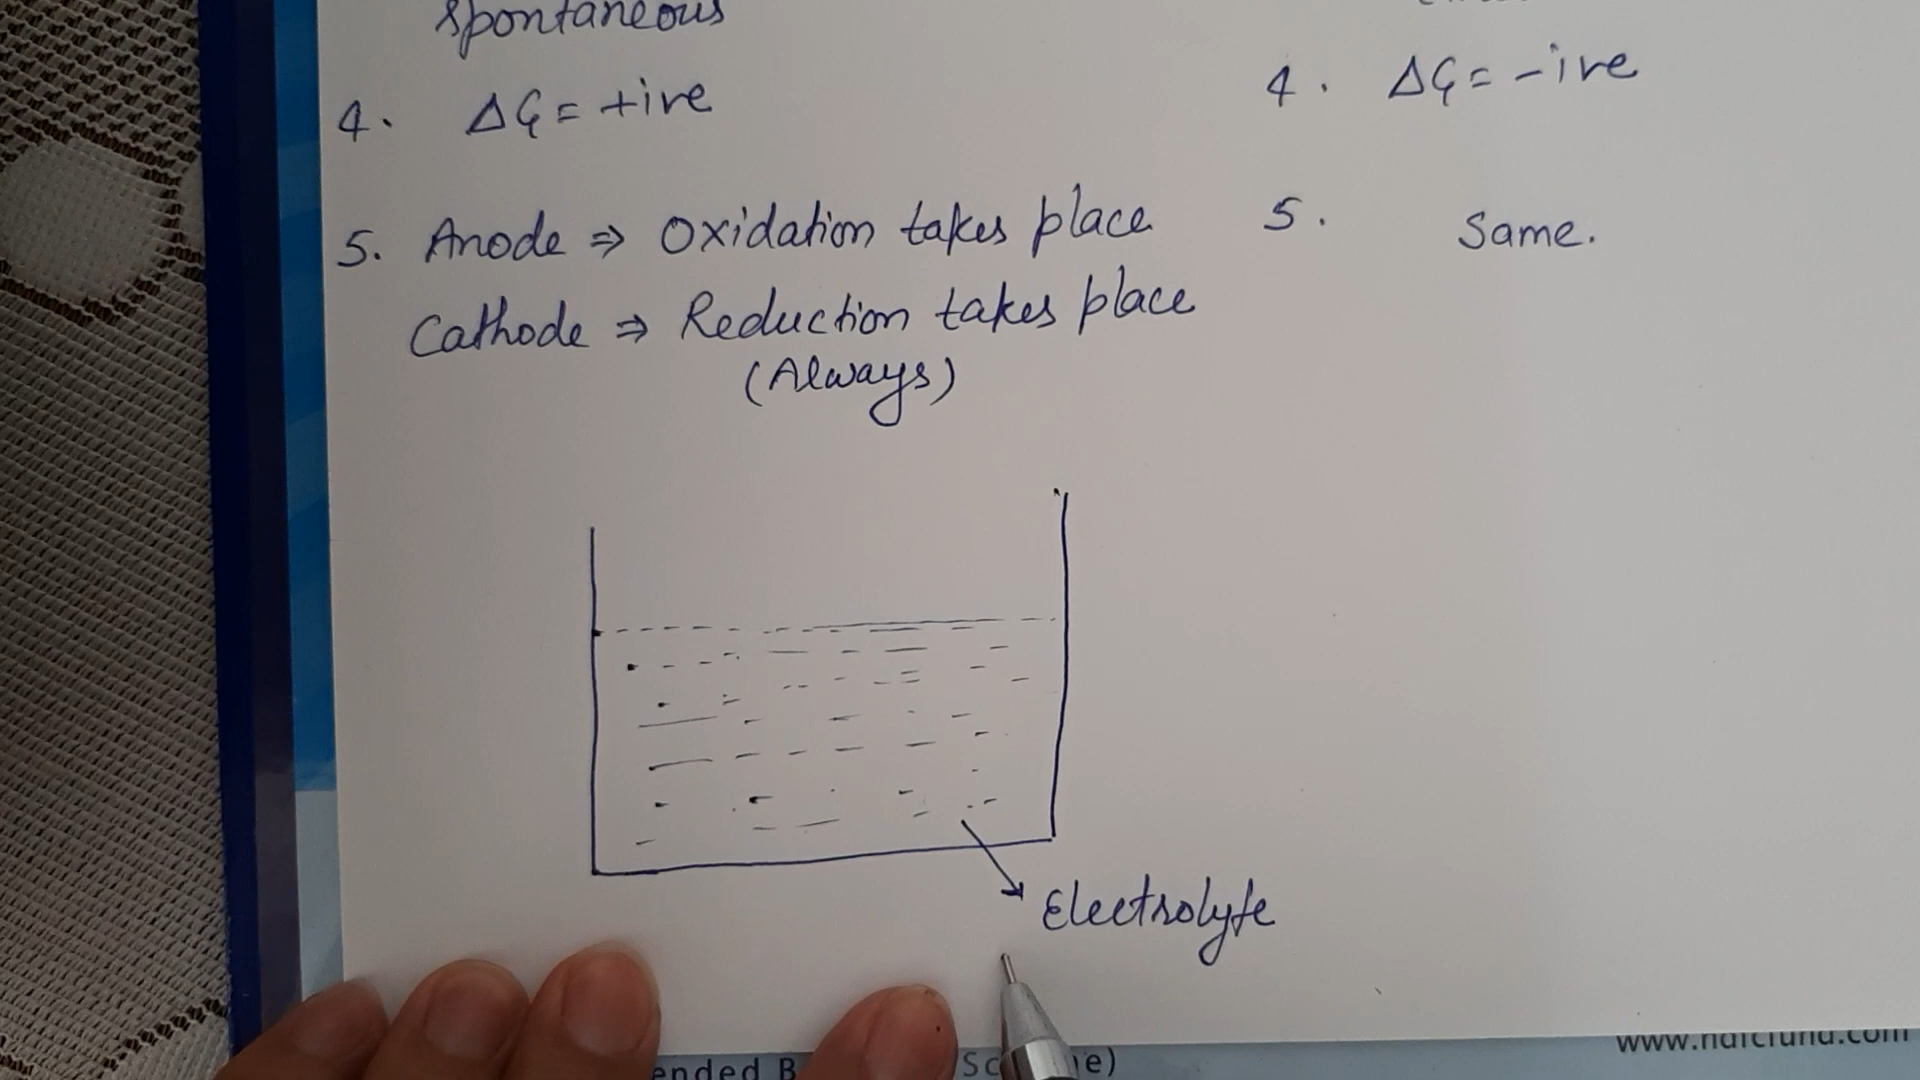 spontaneous
4. ΔG = +ive
4. ΔG = -ive
5. Anode ⇒ Oxidation takes place
5. Same.
Cathode ⇒ Reduction takes place
(Always)
Electrolyte
ended B